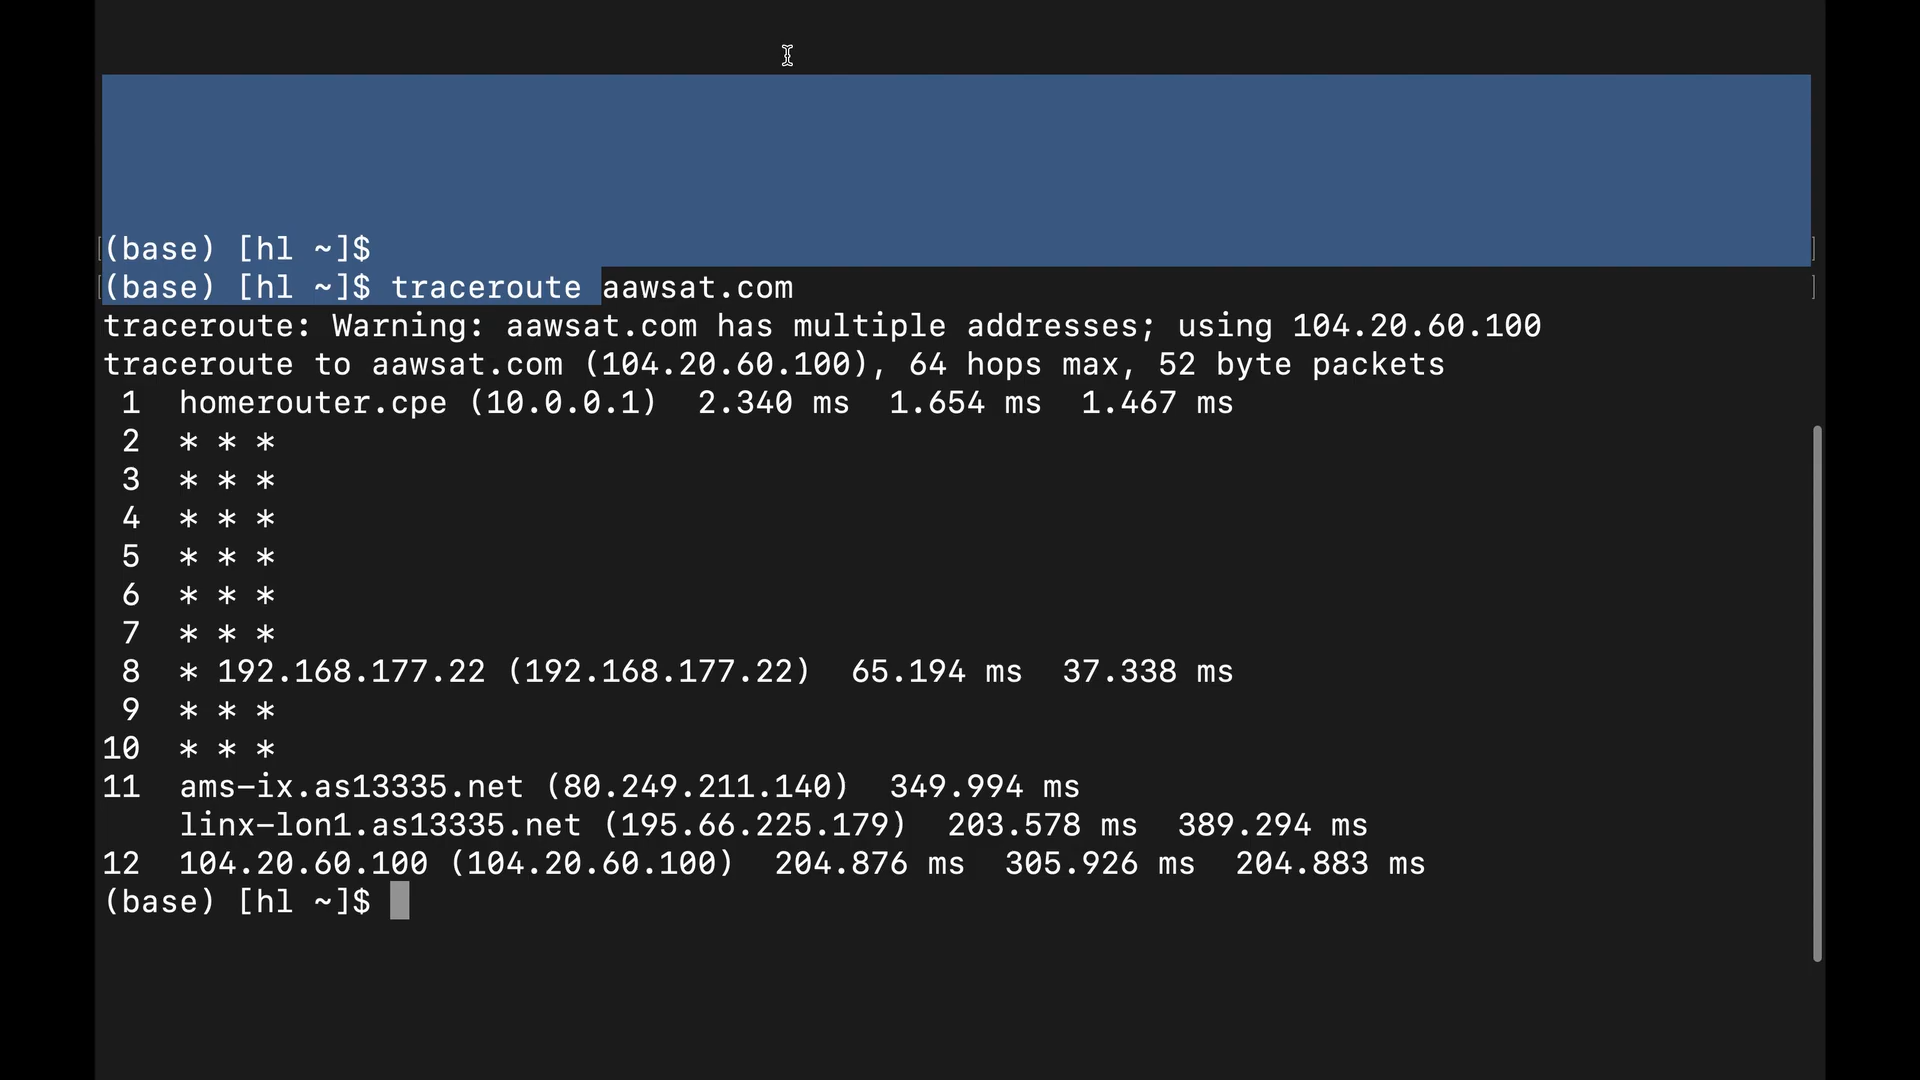 (base) [hl ~]$
(base) [hl ~]$ traceroute aawsat.com
traceroute: Warning: aawsat.com has multiple addresses; using 104.20.60.100
traceroute to aawsat.com (104.20.60.100), 64 hops max, 52 byte packets
 1  homerouter.cpe (10.0.0.1)  2.340 ms  1.654 ms  1.467 ms
 2  * * *
 3  * * *
 4  * * *
 5  * * *
 6  * * *
 7  * * *
 8  * 192.168.177.22 (192.168.177.22)  65.194 ms  37.338 ms
 9  * * *
10  * * *
11  ams-ix.as13335.net (80.249.211.140)  349.994 ms
    linx-lon1.as13335.net (195.66.225.179)  203.578 ms  389.294 ms
12  104.20.60.100 (104.20.60.100)  204.876 ms  305.926 ms  204.883 ms
(base) [hl ~]$